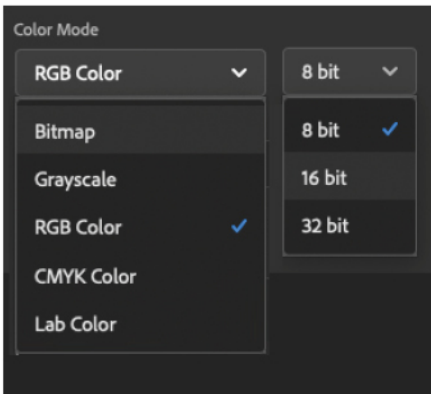 Color Mode
RGB Color
8 bit
Bitmap
Grayscale
RGB Color
CMYK Color
Lab Color
8 bit
16 bit
32 bit